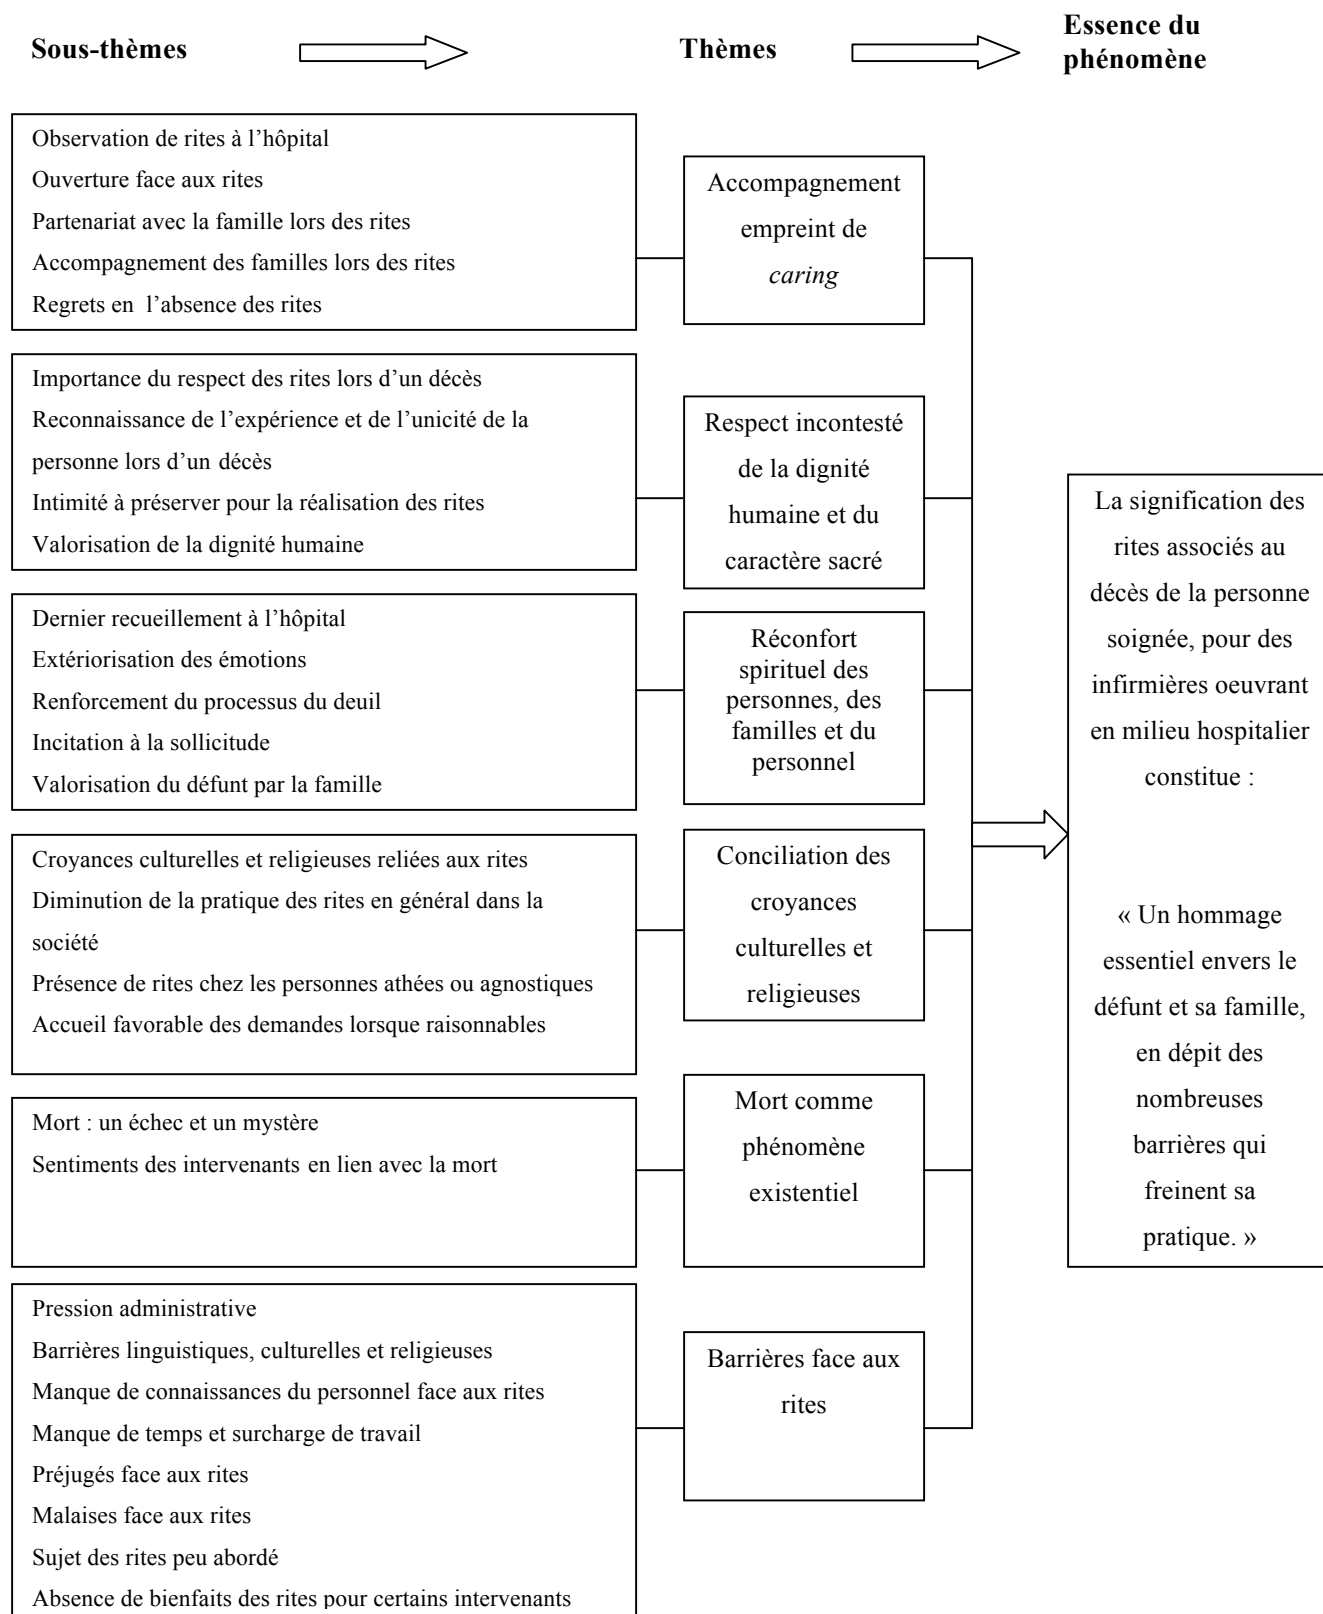 Sous-thèmes
Thèmes
Essence du
phénomène
Observation de rites à l'hôpital
Ouverture face aux rites
Partenariat avec la famille lors des rites
Accompagnement des familles lors des rites
Regrets en l'absence des rites
Accompagnement
empreint de
caring
Importance du respect des rites lors d'un décès
Reconnaissance de l'expérience et de l'unicité de la
personne lors d'un décès
Intimité à préserver pour la réalisation des rites
Valorisation de la dignité humaine
Respect incontesté
de la dignité
humaine et du
caractère sacré
Dernier recueillement à l'hôpital
Extériorisation des émotions
Renforcement du processus du deuil
Incitation à la sollicitude
Valorisation du défunt par la famille
Réconfort
spirituel des
personnes, des
familles et du
personnel
Croyances culturelles et religieuses reliées aux rites
Diminution de la pratique des rites en général dans la
société
Présence de rites chez les personnes athées ou agnostiques
Accueil favorable des demandes lorsque raisonnables
Conciliation des
croyances
culturelles et
religieuses
Mort : un échec et un mystère
Sentiments des intervenants en lien avec la mort
Mort comme
phénomène
existentiel
Pression administrative
Barrières linguistiques, culturelles et religieuses
Manque de connaissances du personnel face aux rites
Manque de temps et surcharge de travail
Préjugés face aux rites
Malaises face aux rites
Sujet des rites peu abordé
Absence de bienfaits des rites pour certains intervenants
Barrières face aux
rites
La signification des
rites associés au
décès de la personne
soignée, pour des
infirmières oeuvrant
en milieu hospitalier
constitue :
« Un hommage
essentiel envers le
défunt et sa famille,
en dépit des
nombreuses
barrières qui
freinent sa
pratique. »